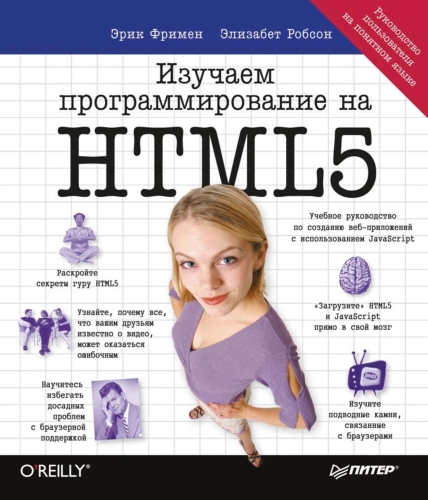 Эрик Фримен Элизабет Робсон
Руководство
пользователя
на понятном языке
Изучаем
программирование на
HTML5
Учебное руководство
по созданию веб-приложений
с использованием JavaScript
Раскройте
секреты гуру HTML5
«Загрузите» HTML5
и JavaScript
прямо в свой мозг
Узнайте, почему все,
что вашим друзьям
известно о видео,
может оказаться
ошибочным
Научитесь
избегать
досадных
проблем
с браузерной
поддержкой
Изучите
подводные камни,
связанные
с браузерами
O'REILLY®
ПИТЕР®